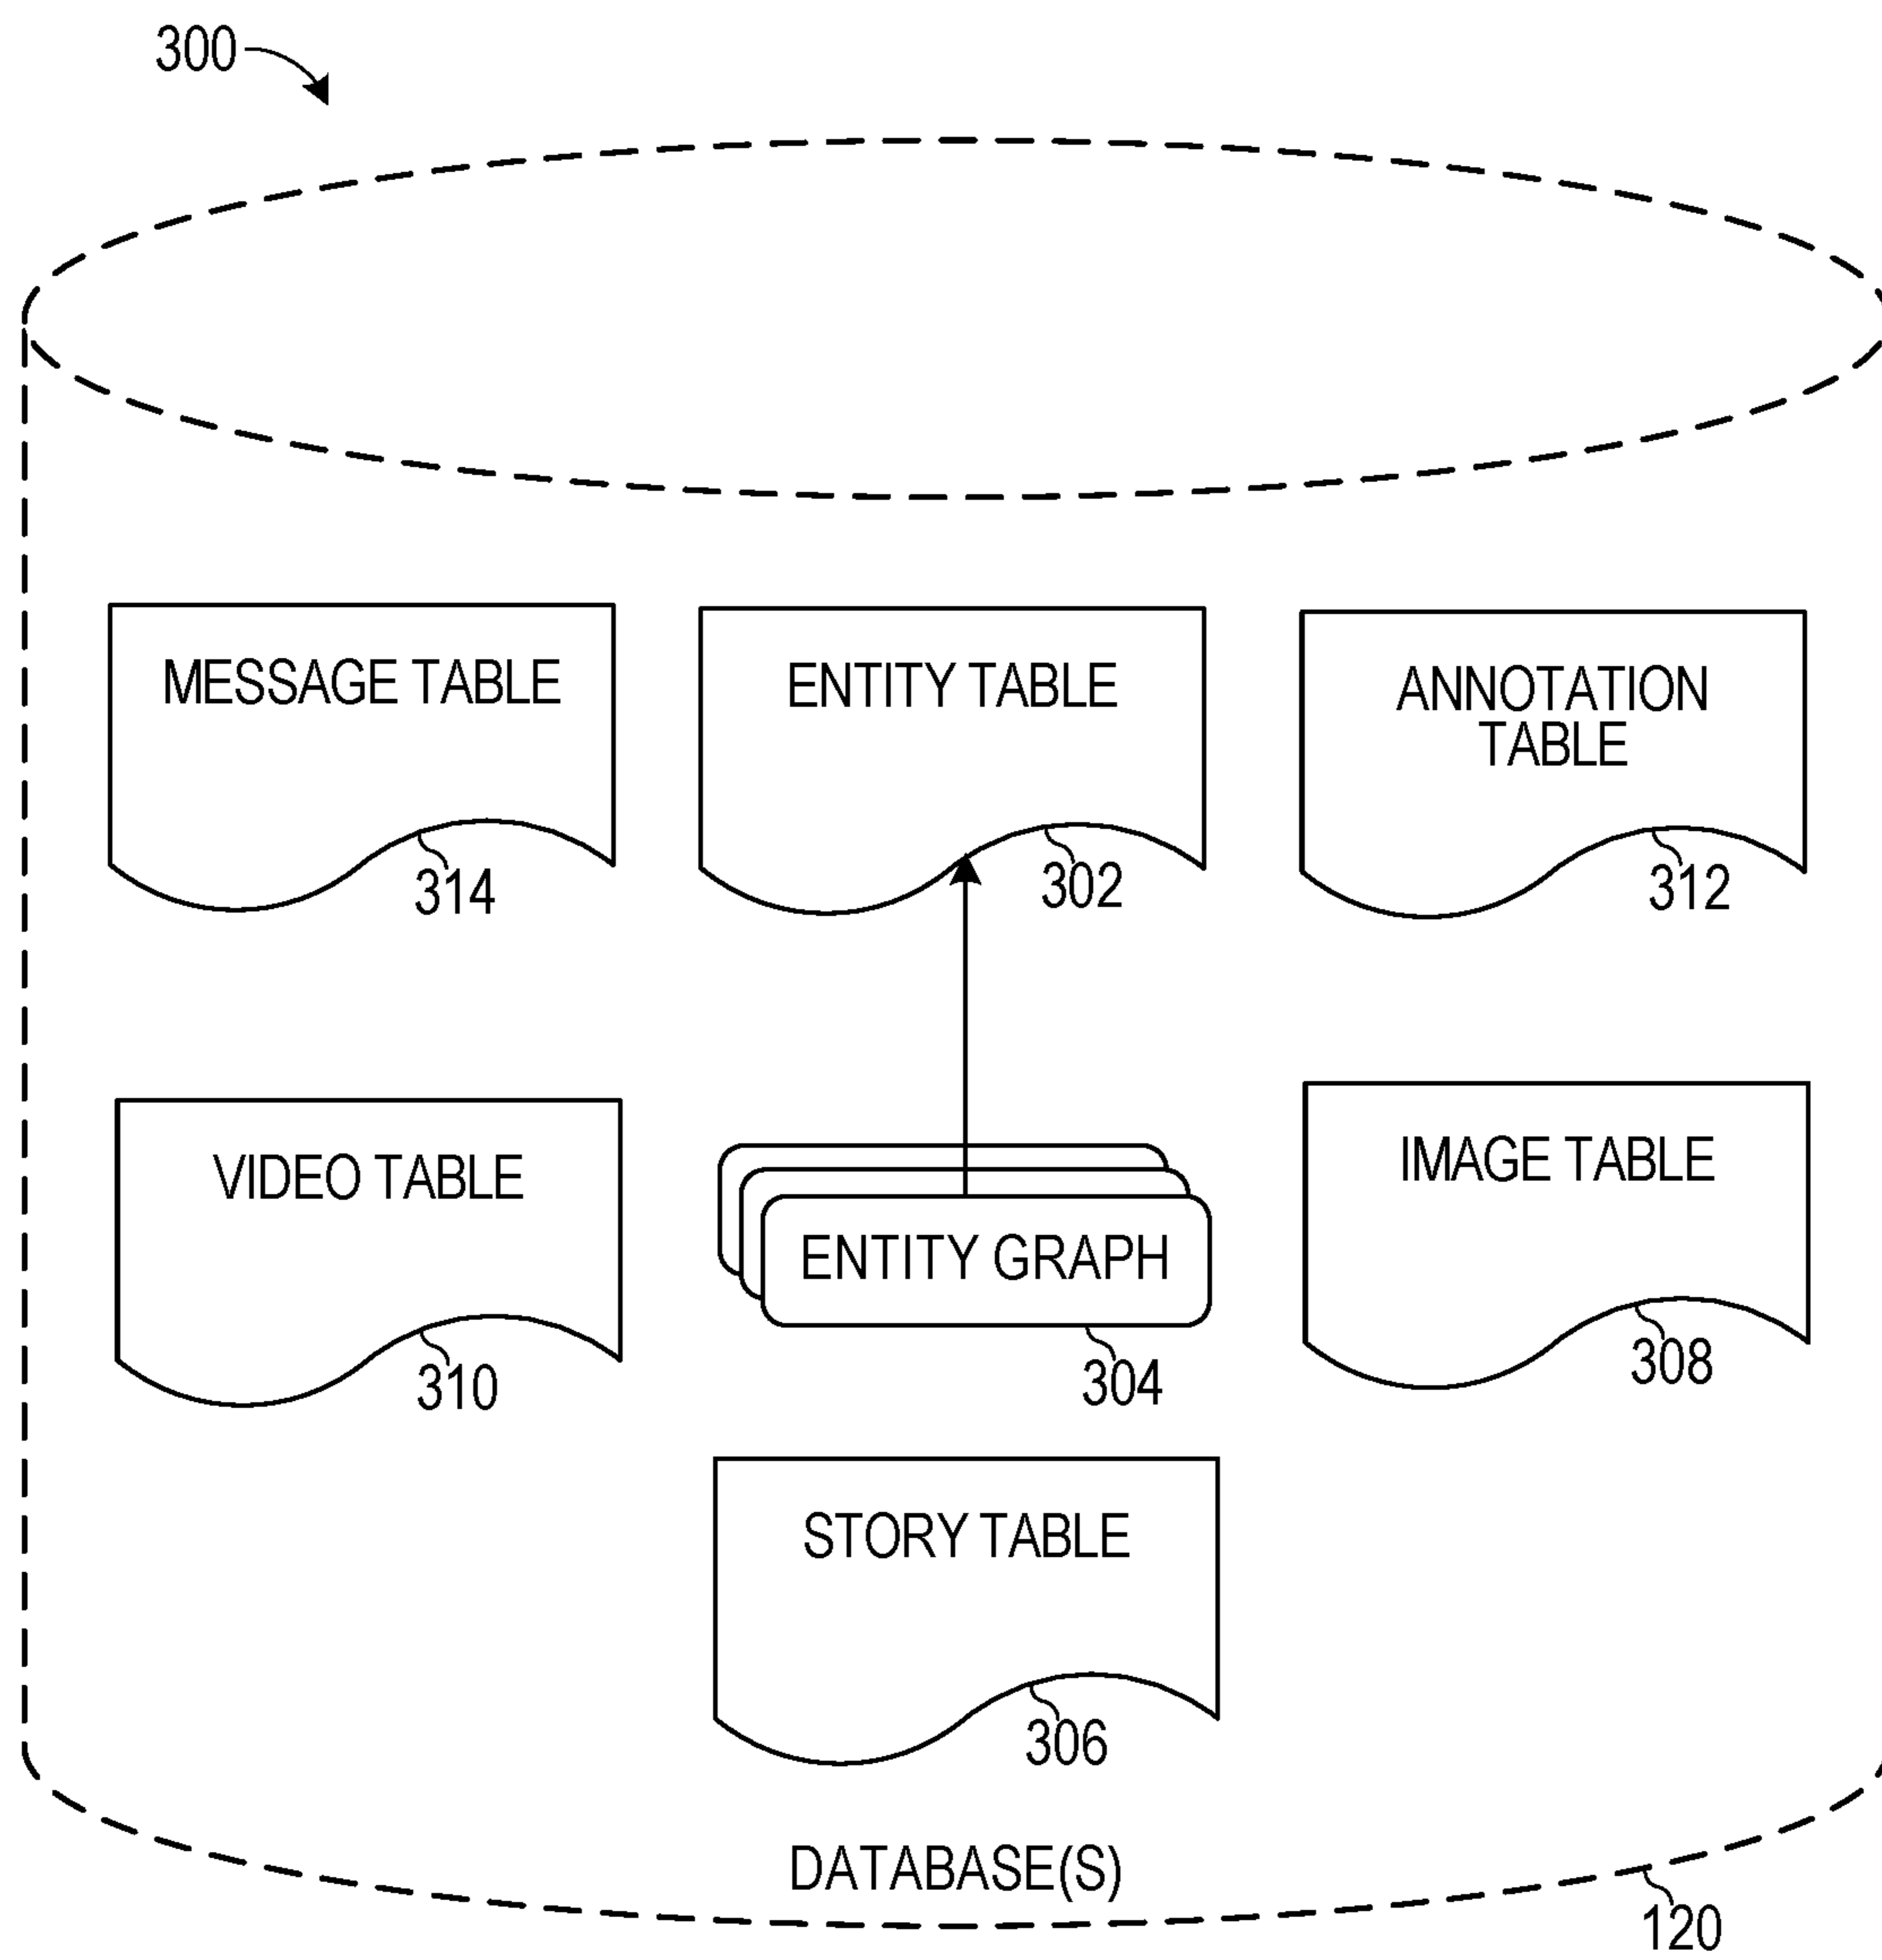 300
MESSAGE TABLE
314
ENTITY TABLE
302
ANNOTATION
TABLE
312
VIDEO TABLE
310
ENTITY GRAPH
304
IMAGE TABLE
308
STORY TABLE
306
DATABASE(S)
120